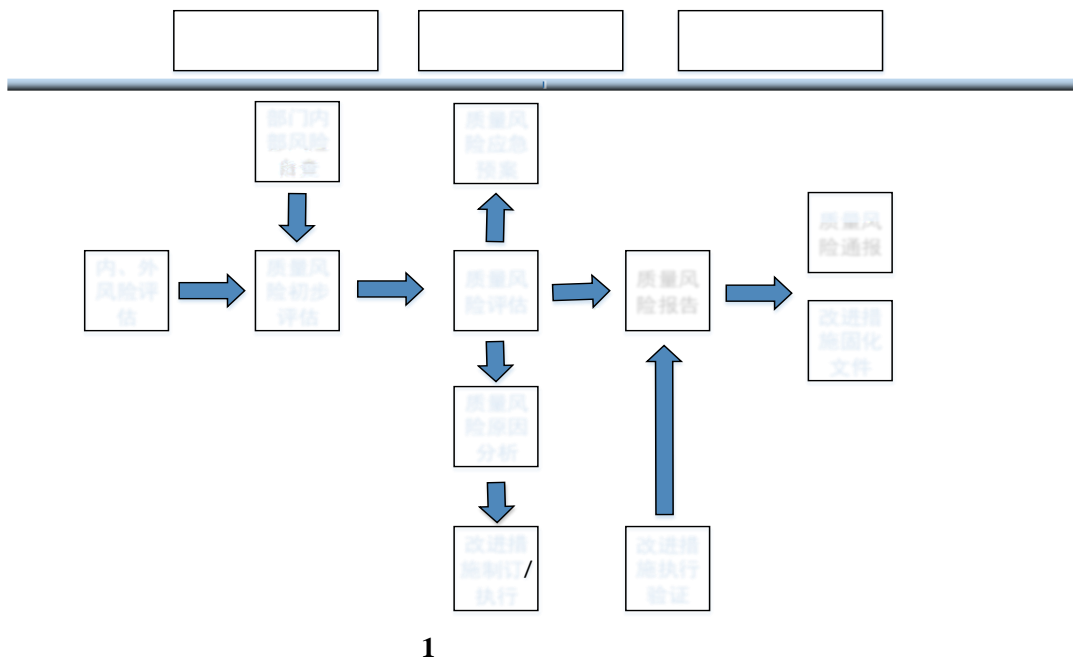 部门内
部风险
自查
质量风
险应急
预案
质量风
险通报
内、外
风险评
估
质量风
险初步
评估
质量风
险评估
质量风
险报告
改进措
施固化
文件
质量风
险原因
分析
改进措
施制订/
执行
改进措
施执行
验证
1